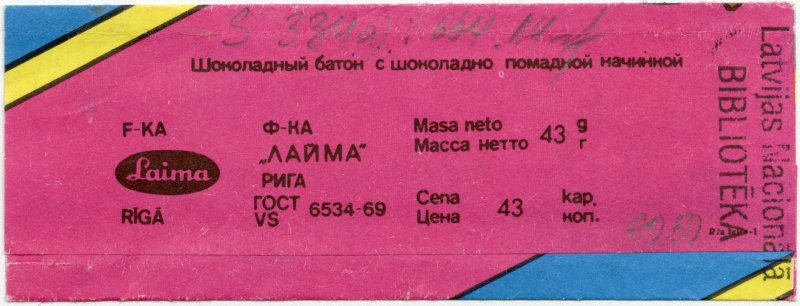 Шоколадный батон с шоколадно помадной начинкой
F-KA
Laima
RĪGĀ
Ф-КА
„ЛАЙМА"
РИГА
ГОСТ
VS 6534-69
Masa neto 43 g
Масса нетто г
Cena 43 kap.
Цена коп.
Latvijas Nacionālā
BIBLIOTĒKA